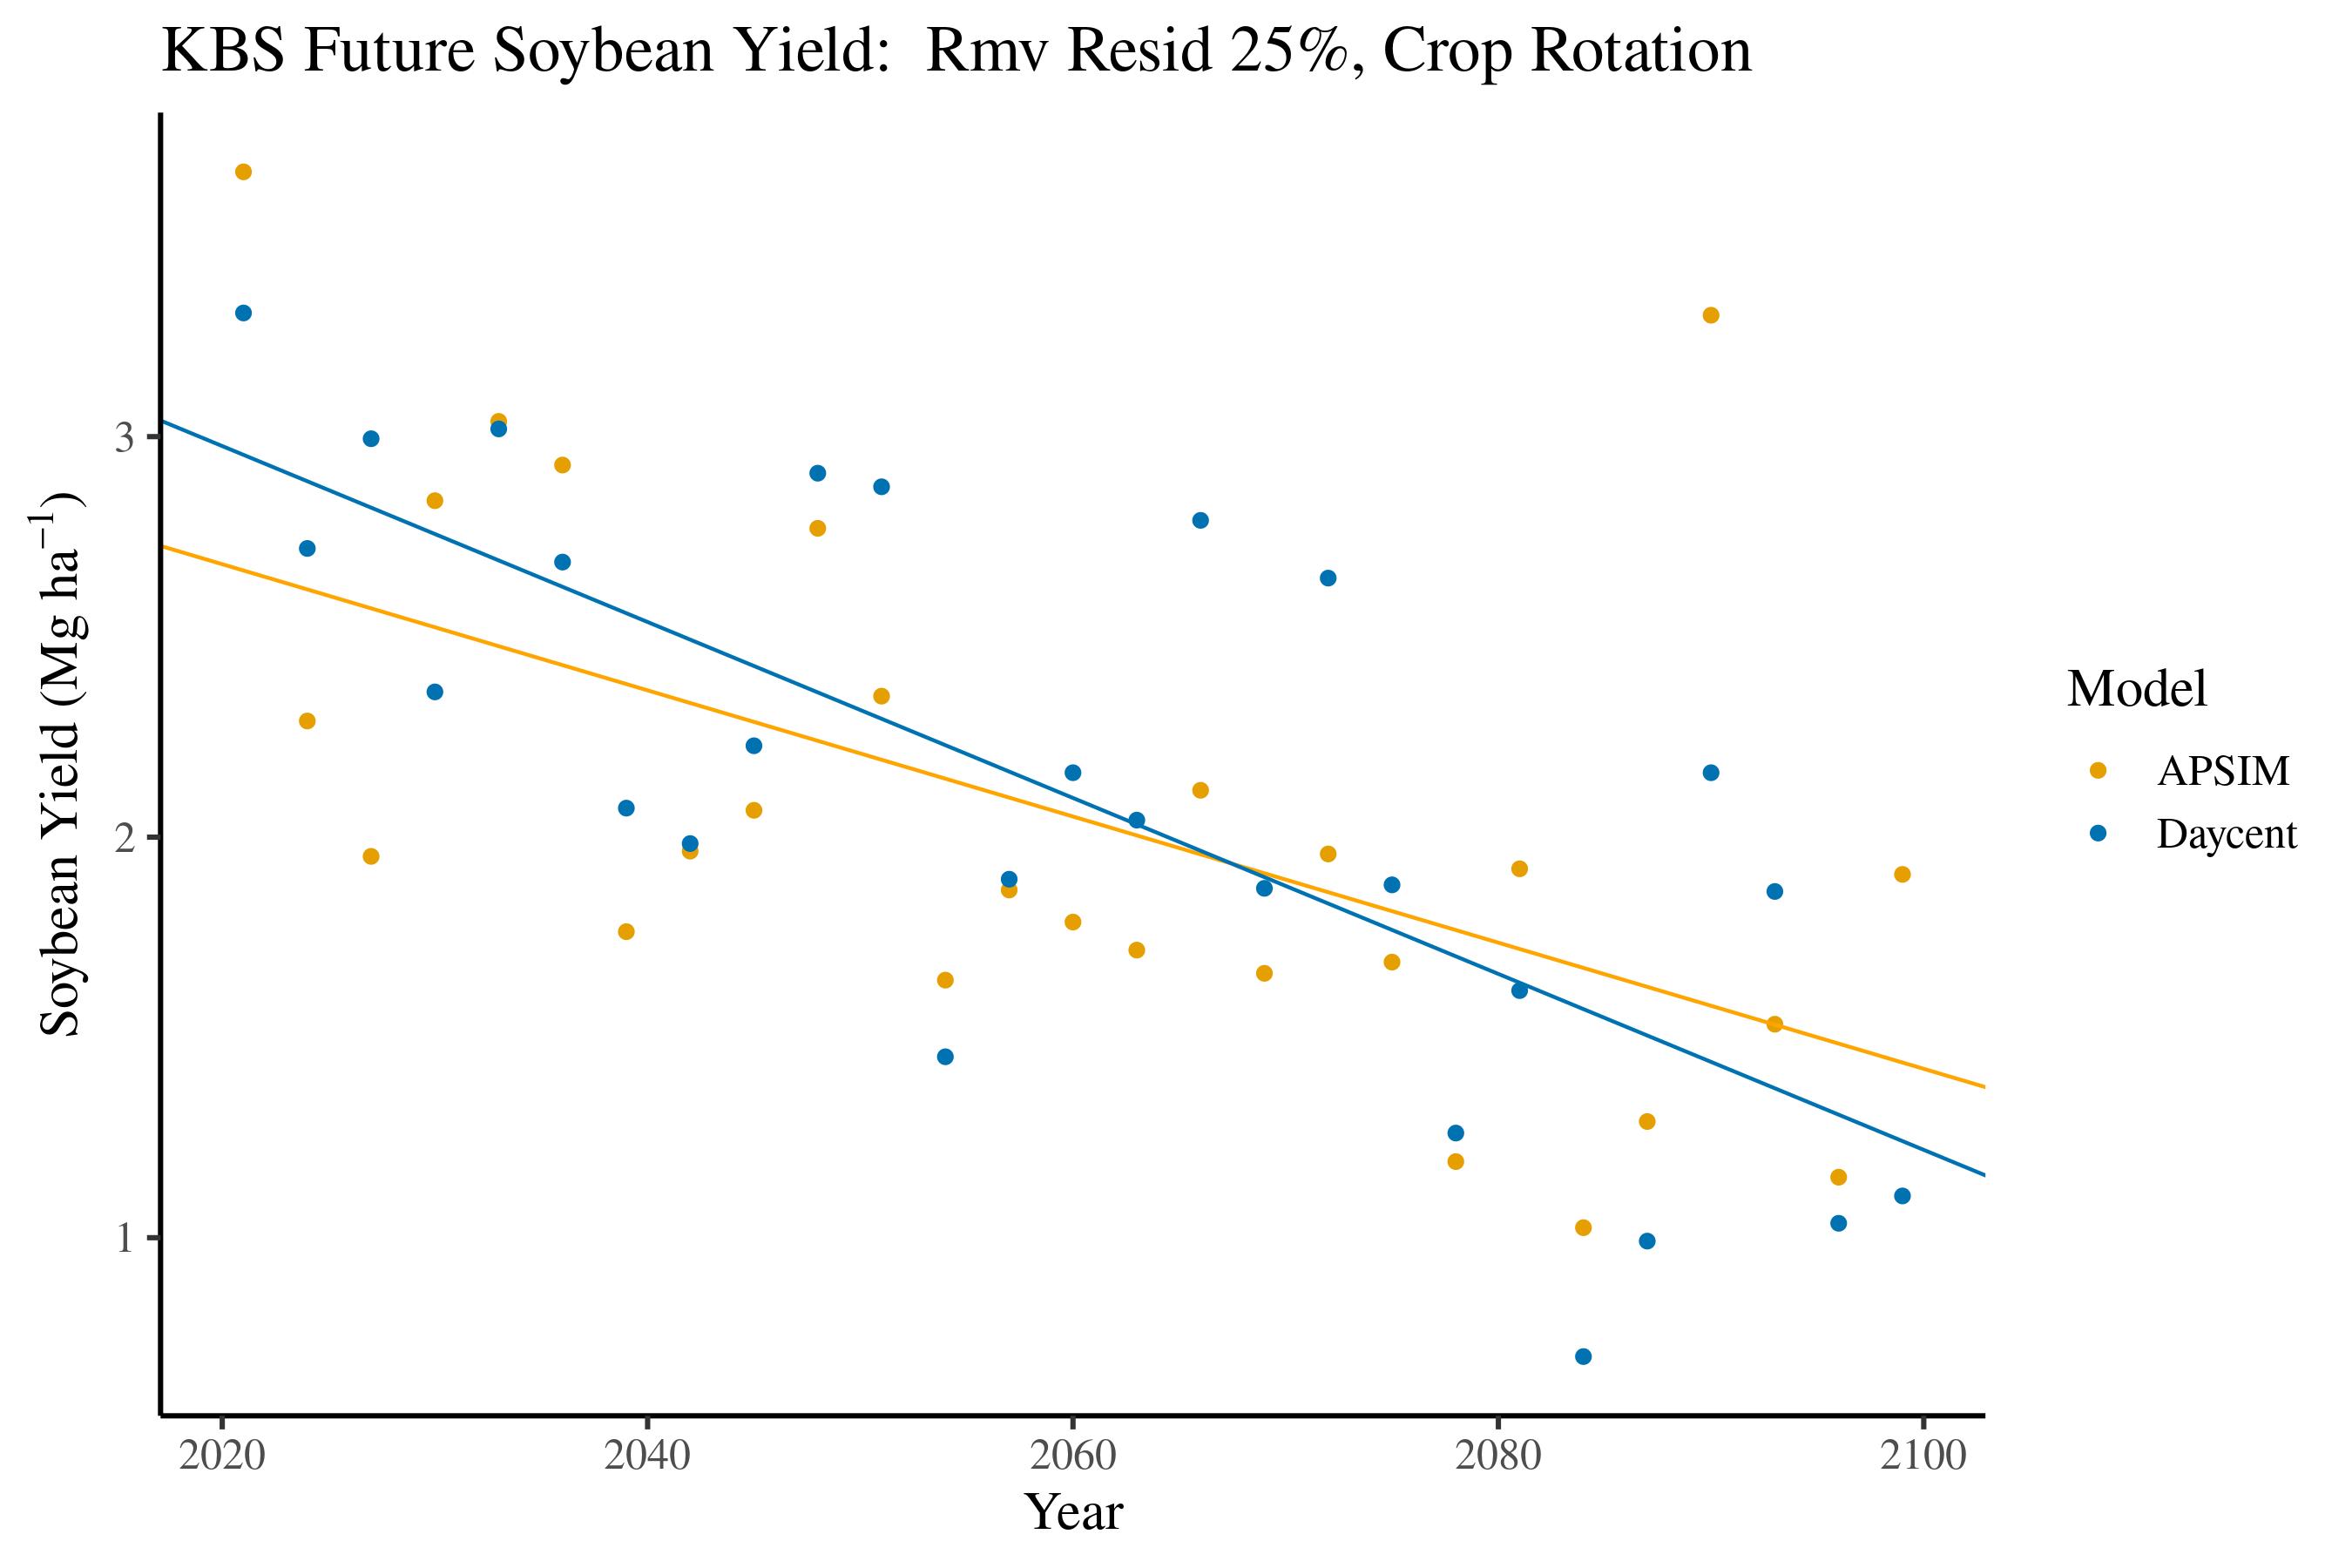 KBS Future Soybean Yield: Rmv Resid 25%, Crop Rotation
Soybean Yield (Mg ha⁻¹)
3
2
1
2020
2040
2060
2080
2100
Year
Model
APSIM
Daycent